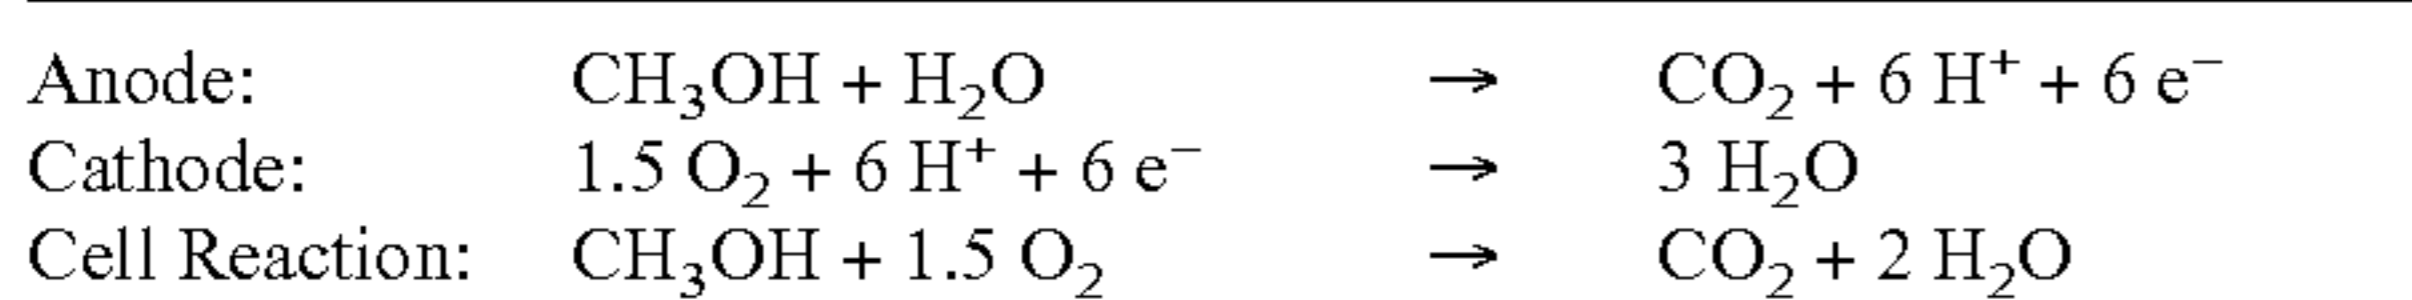 Anode: CH₃OH + H₂O → CO₂ + 6 H⁺ + 6 e⁻
Cathode: 1.5 O₂ + 6 H⁺ + 6 e⁻ → 3 H₂O
Cell Reaction: CH₃OH + 1.5 O₂ → CO₂ + 2 H₂O